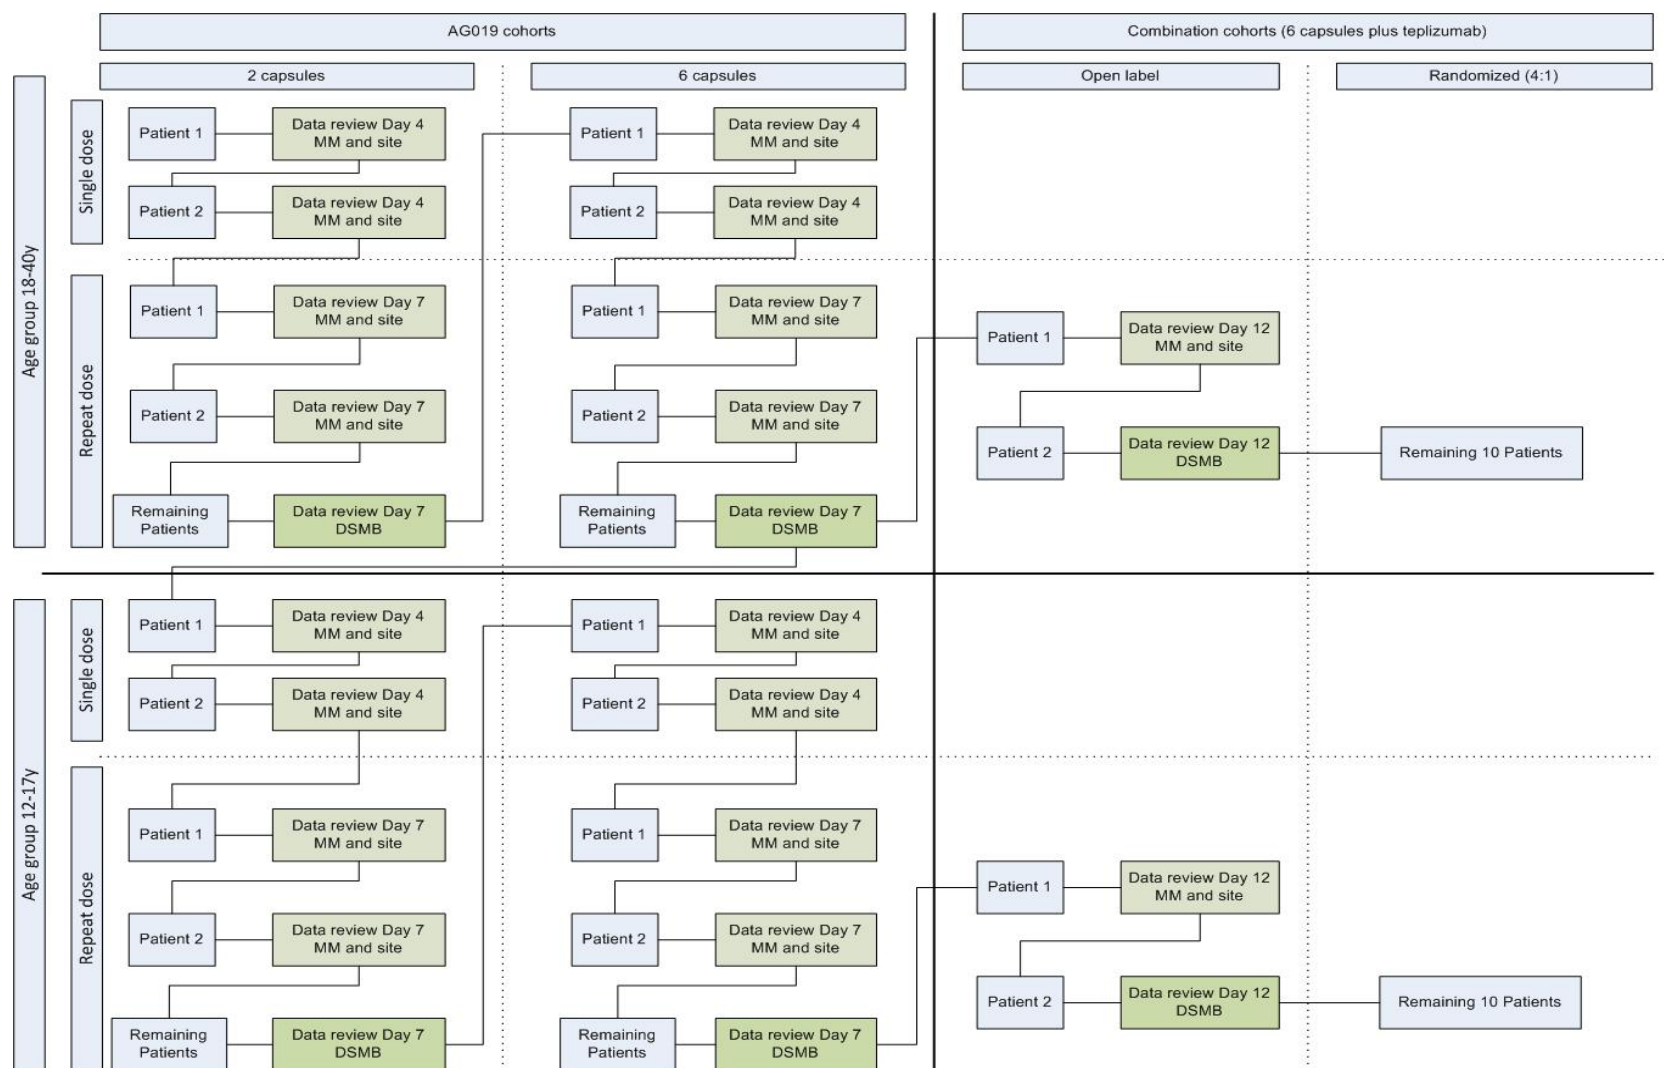 AG019 cohorts
Combination cohorts (6 capsules plus teplizumab)
2 capsules
6 capsules
Open label
Randomized (4:1)
Age group 18-40y
Single dose
Patient 1
Data review Day 4
MM and site
Patient 1
Data review Day 4
MM and site
Patient 2
Data review Day 4
MM and site
Patient 2
Data review Day 4
MM and site
Repeat dose
Patient 1
Data review Day 7
MM and site
Patient 1
Data review Day 7
MM and site
Patient 1
Data review Day 12
MM and site
Patient 2
Data review Day 7
MM and site
Patient 2
Data review Day 7
MM and site
Patient 2
Data review Day 12
DSMB
Remaining 10 Patients
Remaining
Patients
Data review Day 7
DSMB
Remaining
Patients
Data review Day 7
DSMB
Age group 12-17y
Single dose
Patient 1
Data review Day 4
MM and site
Patient 1
Data review Day 4
MM and site
Patient 2
Data review Day 4
MM and site
Patient 2
Data review Day 4
MM and site
Repeat dose
Patient 1
Data review Day 7
MM and site
Patient 1
Data review Day 7
MM and site
Patient 1
Data review Day 12
MM and site
Patient 2
Data review Day 7
MM and site
Patient 2
Data review Day 7
MM and site
Patient 2
Data review Day 12
DSMB
Remaining 10 Patients
Remaining
Patients
Data review Day 7
DSMB
Remaining
Patients
Data review Day 7
DSMB